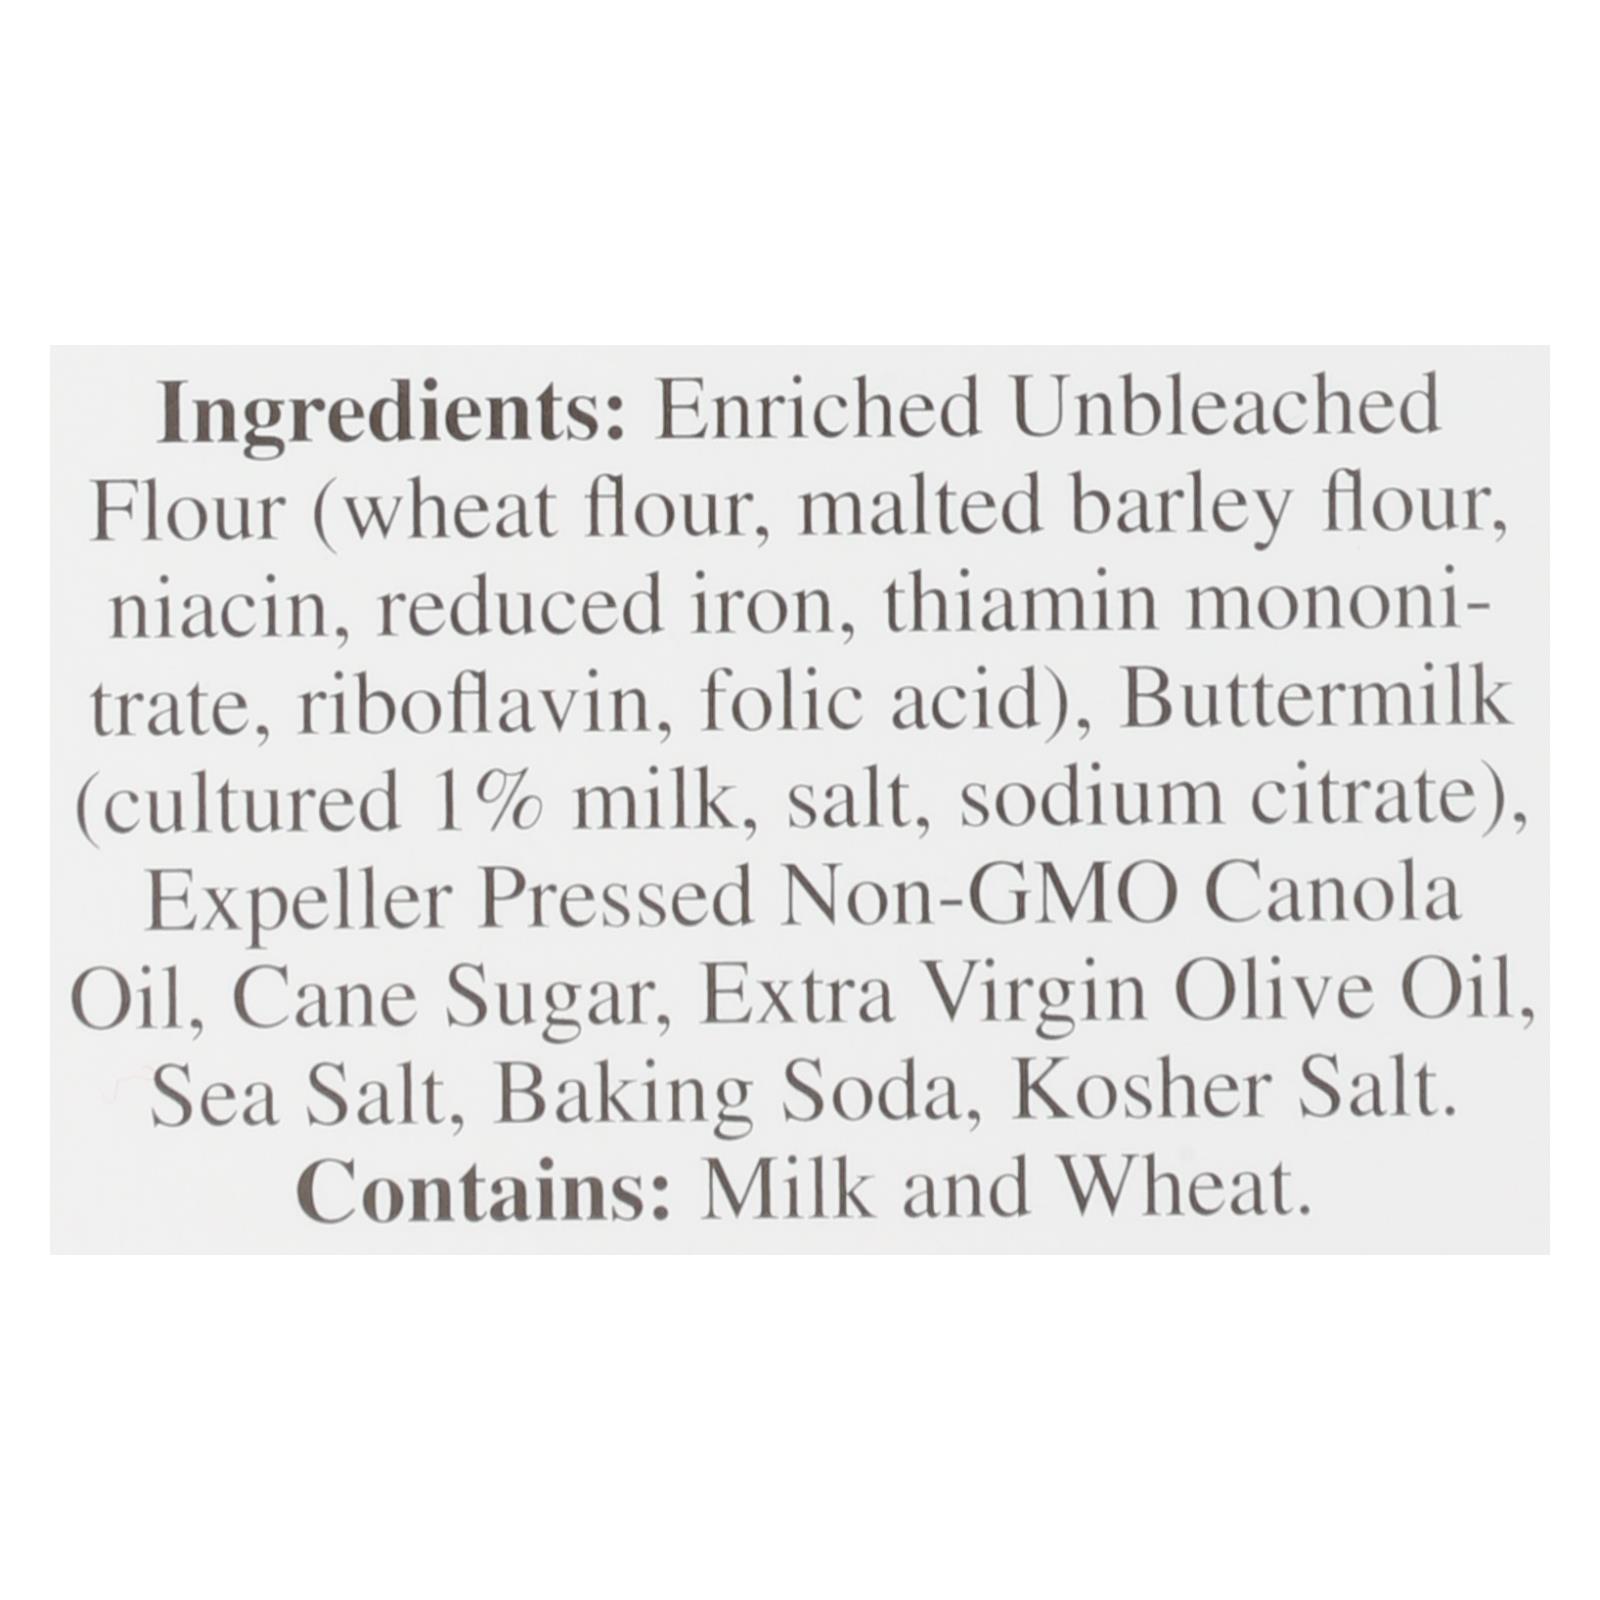 Ingredients: Enriched Unbleached
Flour (wheat flour, malted barley flour,
niacin, reduced iron, thiamin mononi-
trate, riboflavin, folic acid), Buttermilk
(cultured 1% milk, salt, sodium citrate),
Expeller Pressed Non-GMO Canola
Oil, Cane Sugar, Extra Virgin Olive Oil,
Sea Salt, Baking Soda, Kosher Salt.
Contains: Milk and Wheat.